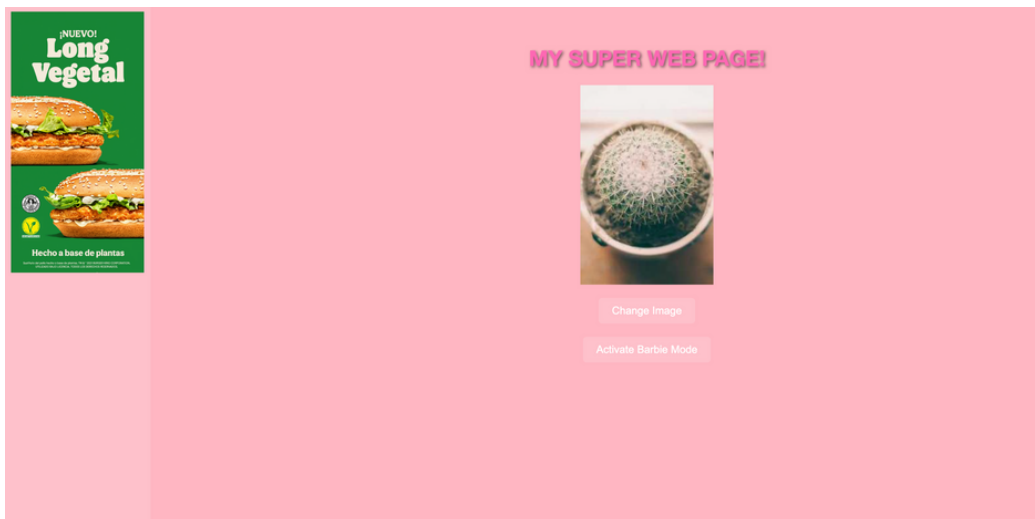 ¡NUEVO!
Long
Vegetal
Hecho a base de plantas
MY SUPER WEB PAGE!
Change Image
Activate Barbie Mode